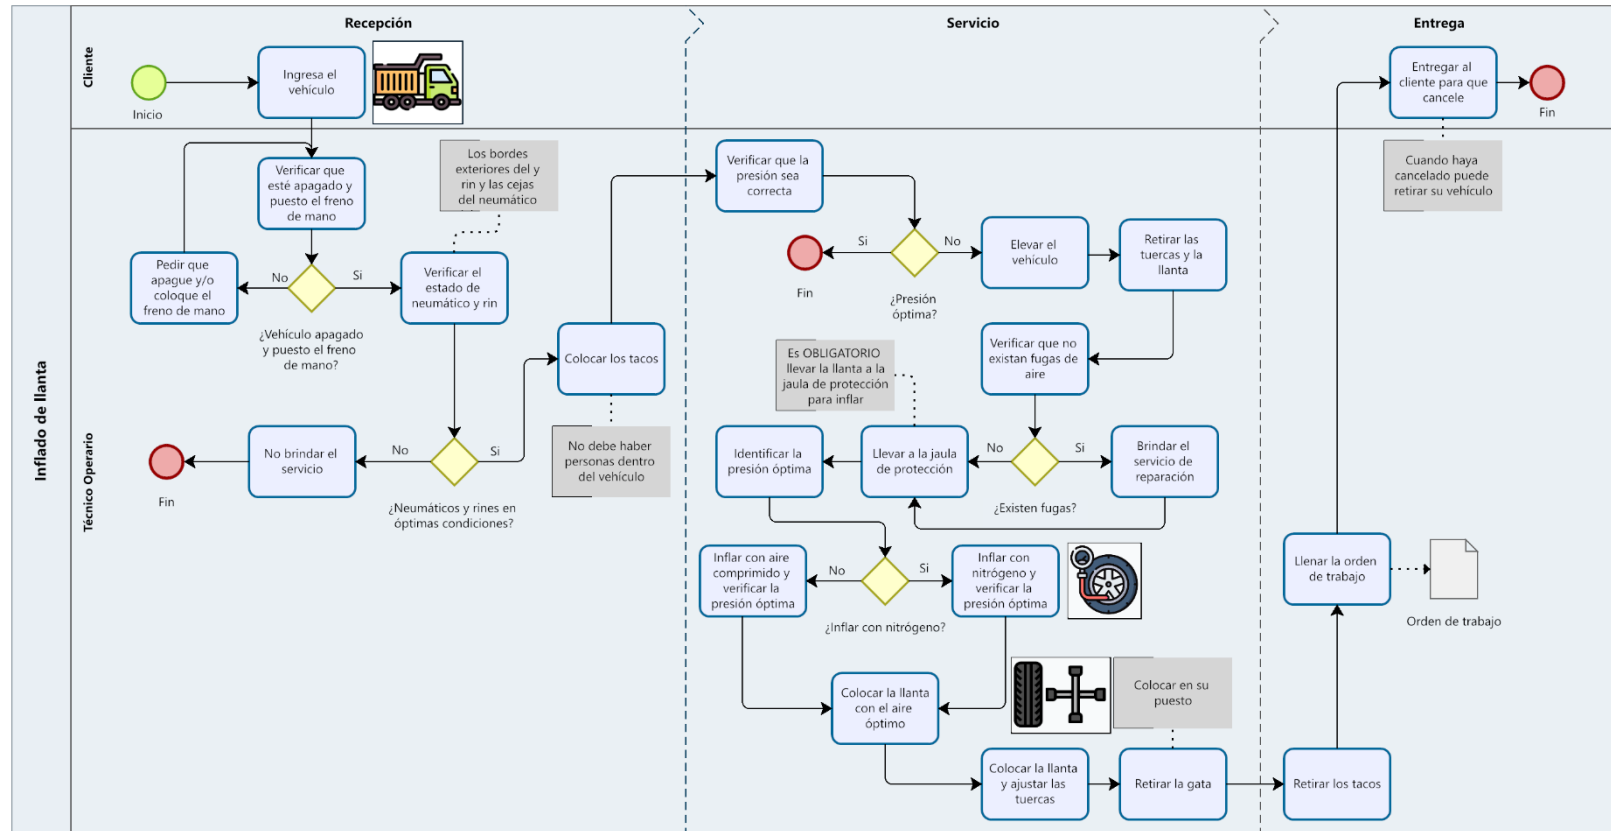 Inflado de llanta
Recepción
Servicio
Entrega
Cliente
Inicio
Ingresa el
vehículo
Entregar al
cliente para que
cancele
Fin
Cuando haya
cancelado puede
retirar su vehículo
Técnico Operario
Verificar que
esté apagado y
puesto el freno
de mano
Los bordes
exteriores del y
rin y las cejas
del neumático
Pedir que
apague y/o
coloque el
freno de mano
No
Si
¿Vehículo apagado
y puesto el freno
de mano?
Verificar el
estado de
neumático y rin
Colocar los tacos
No debe haber
personas dentro
del vehículo
No brindar el
servicio
Fin
No
Si
¿Neumáticos y rines en
óptimas condiciones?
Verificar que la
presión sea
correcta
Si
No
Fin
¿Presión
óptima?
Elevar el
vehículo
Retirar las
tuercas y la
llanta
Verificar que no
existan fugas de
aire
Es OBLIGATORIO
llevar la llanta a la
jaula de protección
para inflar
Identificar la
presión óptima
Llevar a la jaula
de protección
No
Si
¿Existen fugas?
Brindar el
servicio de
reparación
Inflar con aire
comprimido y
verificar la
presión óptima
No
Si
¿Inflar con nitrógeno?
Inflar con
nitrógeno y
verificar la
presión óptima
Colocar la llanta
con el aire
óptimo
Colocar en su
puesto
Colocar la llanta
y ajustar las
tuercas
Retirar la gata
Retirar los tacos
Llenar la orden
de trabajo
Orden de trabajo